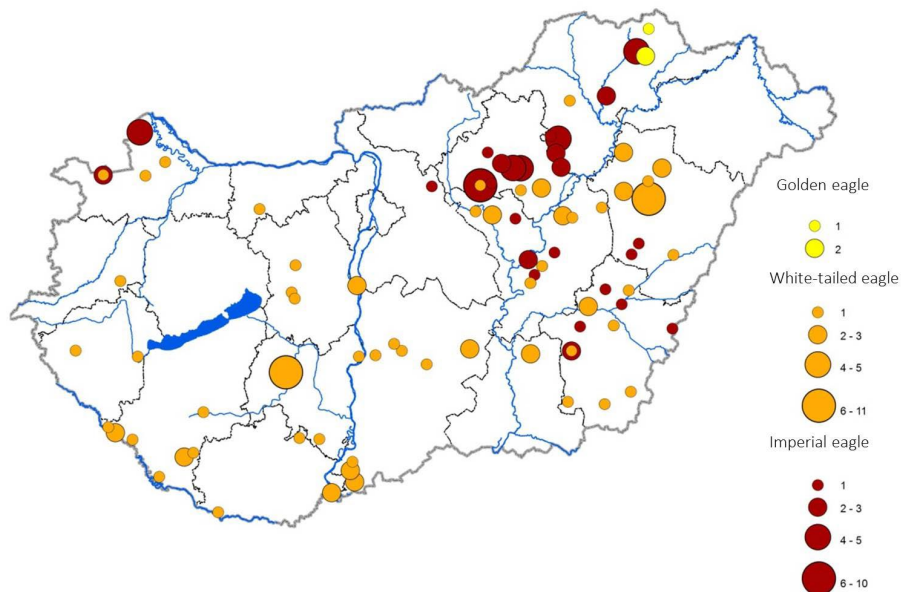 Golden eagle
1
2
White-tailed eagle
1
2 - 3
4 - 5
6 - 11
Imperial eagle
1
2 - 3
4 - 5
6 - 10